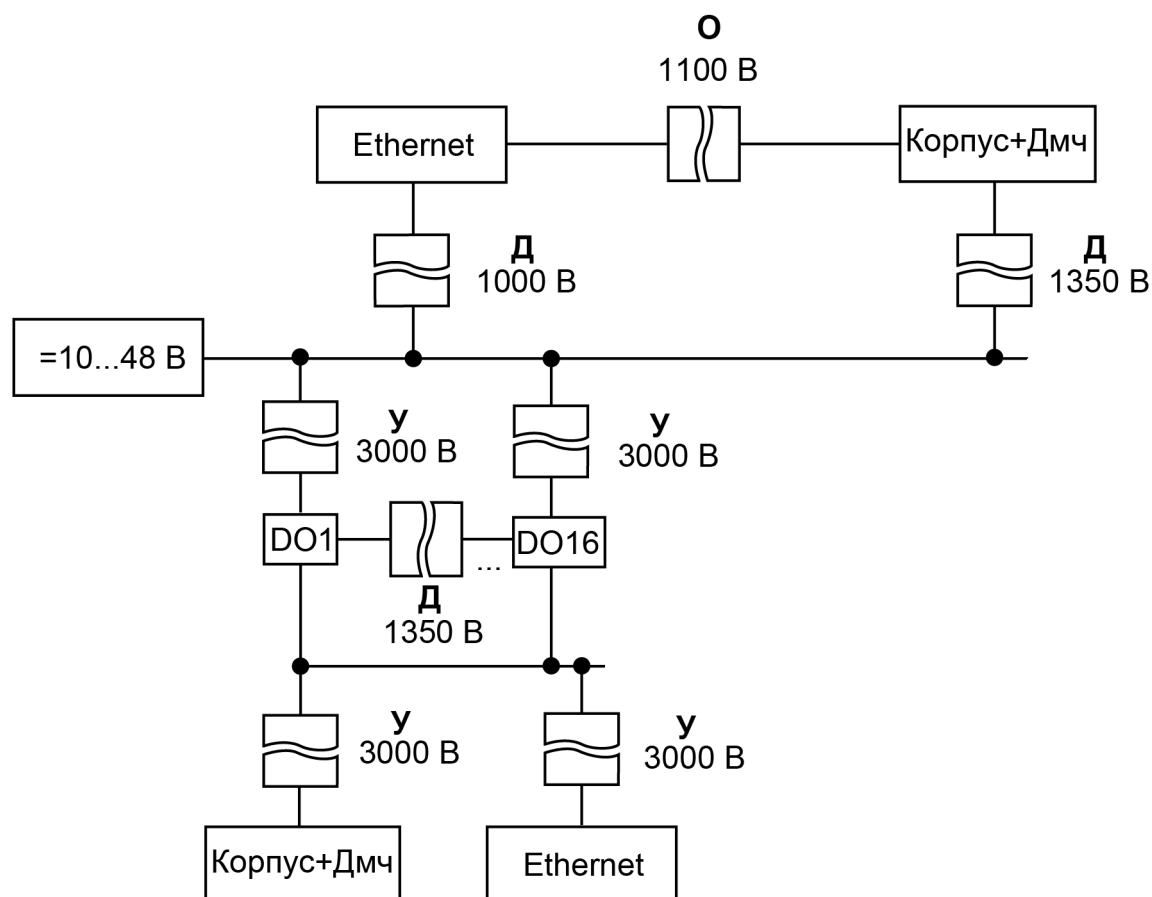 О
1100 В
Ethernet
Корпус+Дмч
Д
1000 В
Д
1350 В
=10...48 В
У
3000 В
У
3000 В
DO1
DO16
...
Д
1350 В
У
3000 В
У
3000 В
Корпус+Дмч
Ethernet